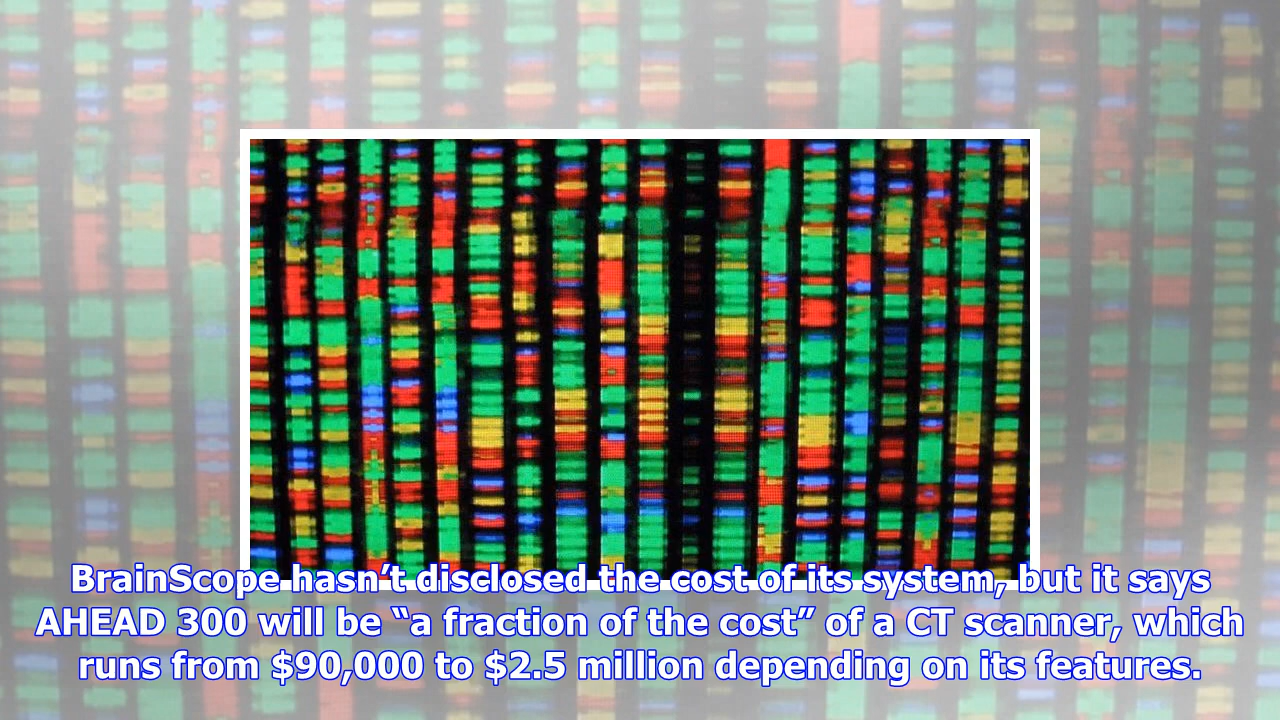 BrainScope hasn’t disclosed the cost of its system, but it says
AHEAD 300 will be “a fraction of the cost” of a CT scanner, which
runs from $90,000 to $2.5 million depending on its features.